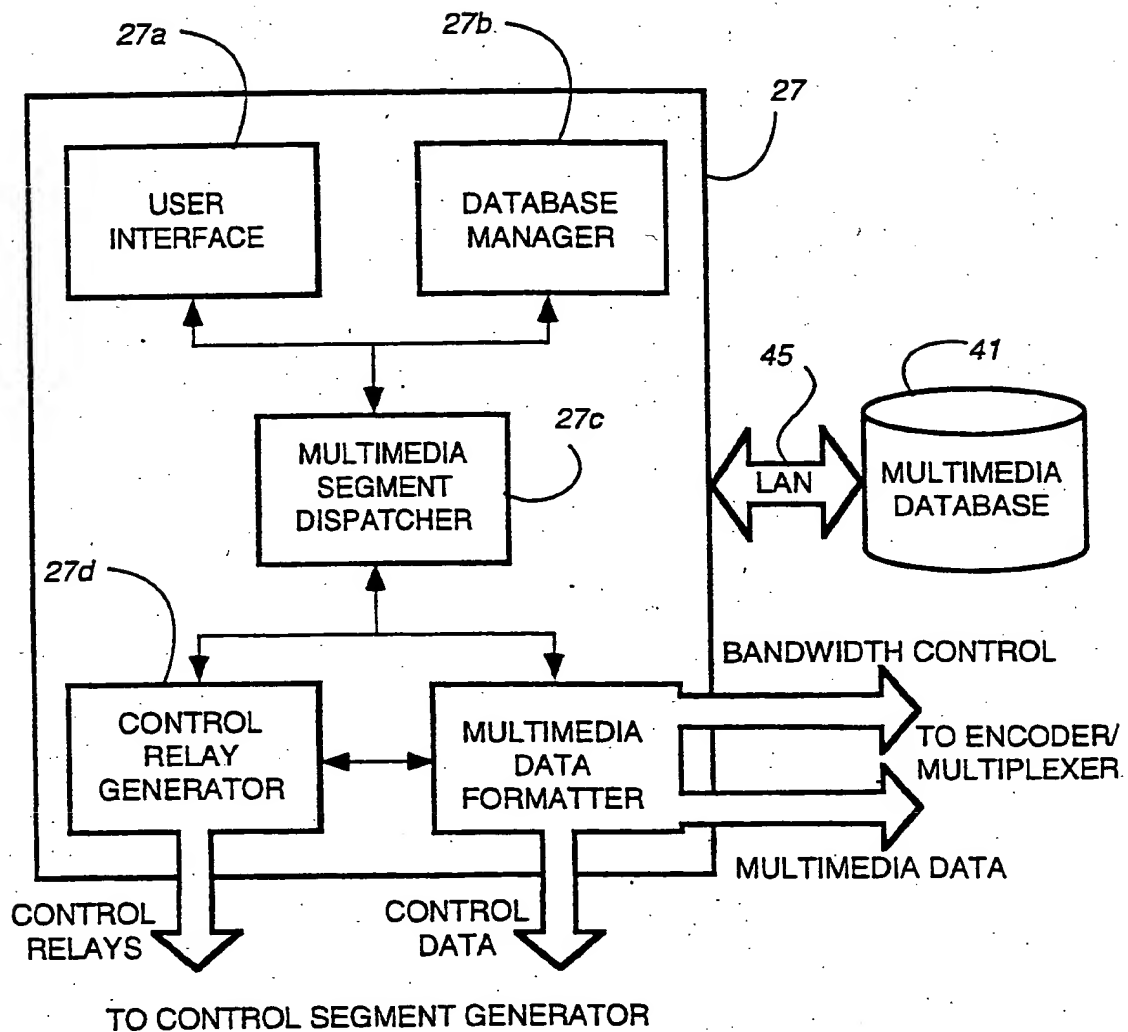 27a
27b
27
USER
INTERFACE
DATABASE
MANAGER
45
41
27c
MULTIMEDIA
SEGMENT
DISPATCHER
LAN
MULTIMEDIA
DATABASE
27d
BANDWIDTH CONTROL
CONTROL
RELAY
GENERATOR
MULTIMEDIA
DATA
FORMATTER
TO ENCODER/
MULTIPLEXER
MULTIMEDIA DATA
CONTROL
RELAYS
CONTROL
DATA
TO CONTROL SEGMENT GENERATOR